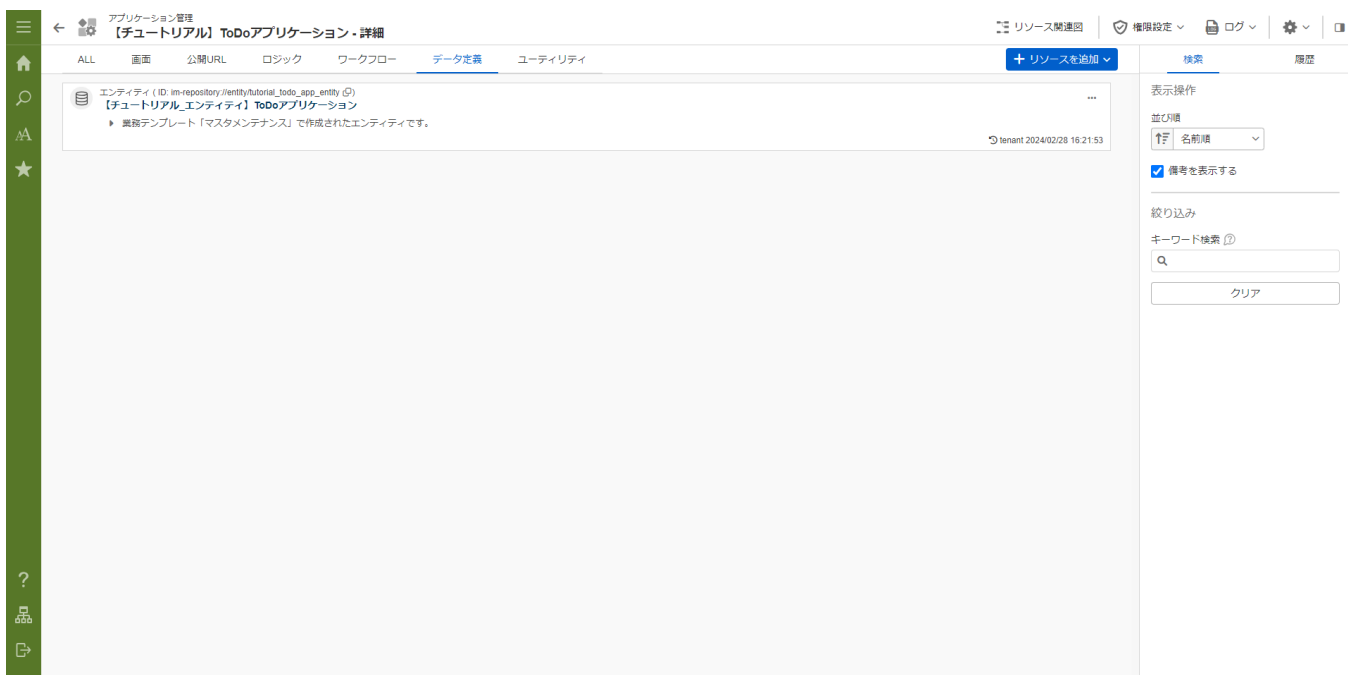 アプリケーション管理
【チュートリアル】ToDoアプリケーション - 詳細
リソース関連図
権限設定
ログ
ALL
画面
公開URL
ロジック
ワークフロー
データ定義
ユーティリティ
リソースを追加
検索
履歴
エンティティ ( ID: im-repository://entity/tutorial_todo_app_entity )
【チュートリアル_エンティティ】ToDoアプリケーション
業務テンプレート「マスタメンテナンス」で作成されたエンティティです。
tenant 2024/02/28 16:21:53
表示操作
並び順
名前順
備考を表示する
絞り込み
キーワード検索
クリア